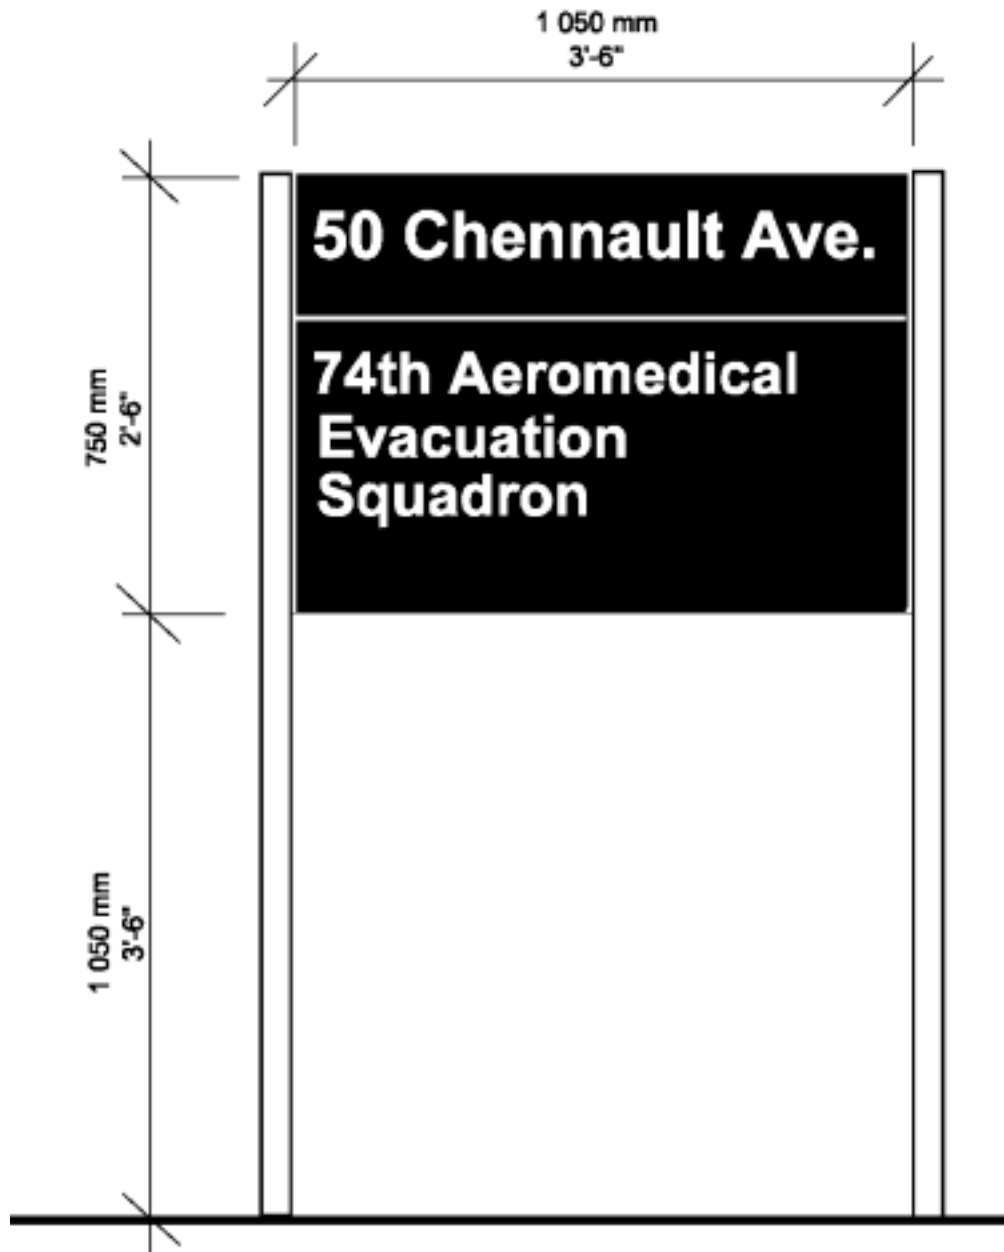 1 050 mm
3'-6"
50 Chennault Ave.
74th Aeromedical
Evacuation
Squadron
750 mm
2'-6"
1 050 mm
3'-6"